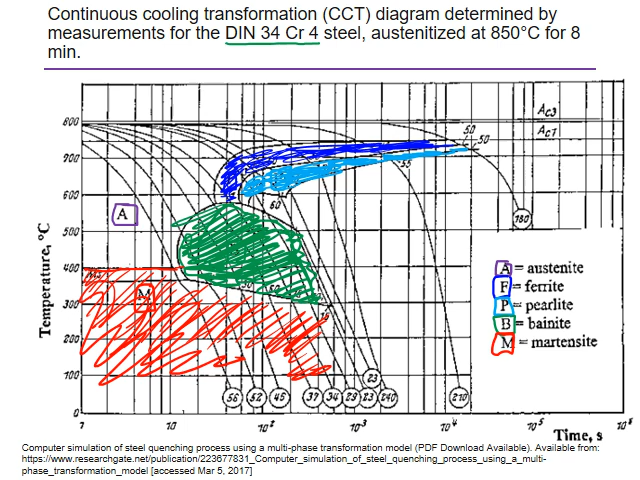 Continuous cooling transformation (CCT) diagram determined by
measurements for the DIN 34 Cr 4 steel, austenitized at 850°C for 8
min.
Ac3
800
50
Ac1
50
700
55
600
60
180
A
500
Temperature, °C
A = austenite
400
Ms
F = ferrite
M
P = pearlite
300
B = bainite
M = martensite
200
100
23
56 52 45 37 34 29 23 240 210
0
1 10 10² 10³ 10⁴ 10⁵ 10⁶
Time, s
Computer simulation of steel quenching process using a multi-phase transformation model (PDF Download Available). Available from:
https://www.researchgate.net/publication/223677831_Computer_simulation_of_steel_quenching_process_using_a_multi-
phase_transformation_model [accessed Mar 5, 2017]